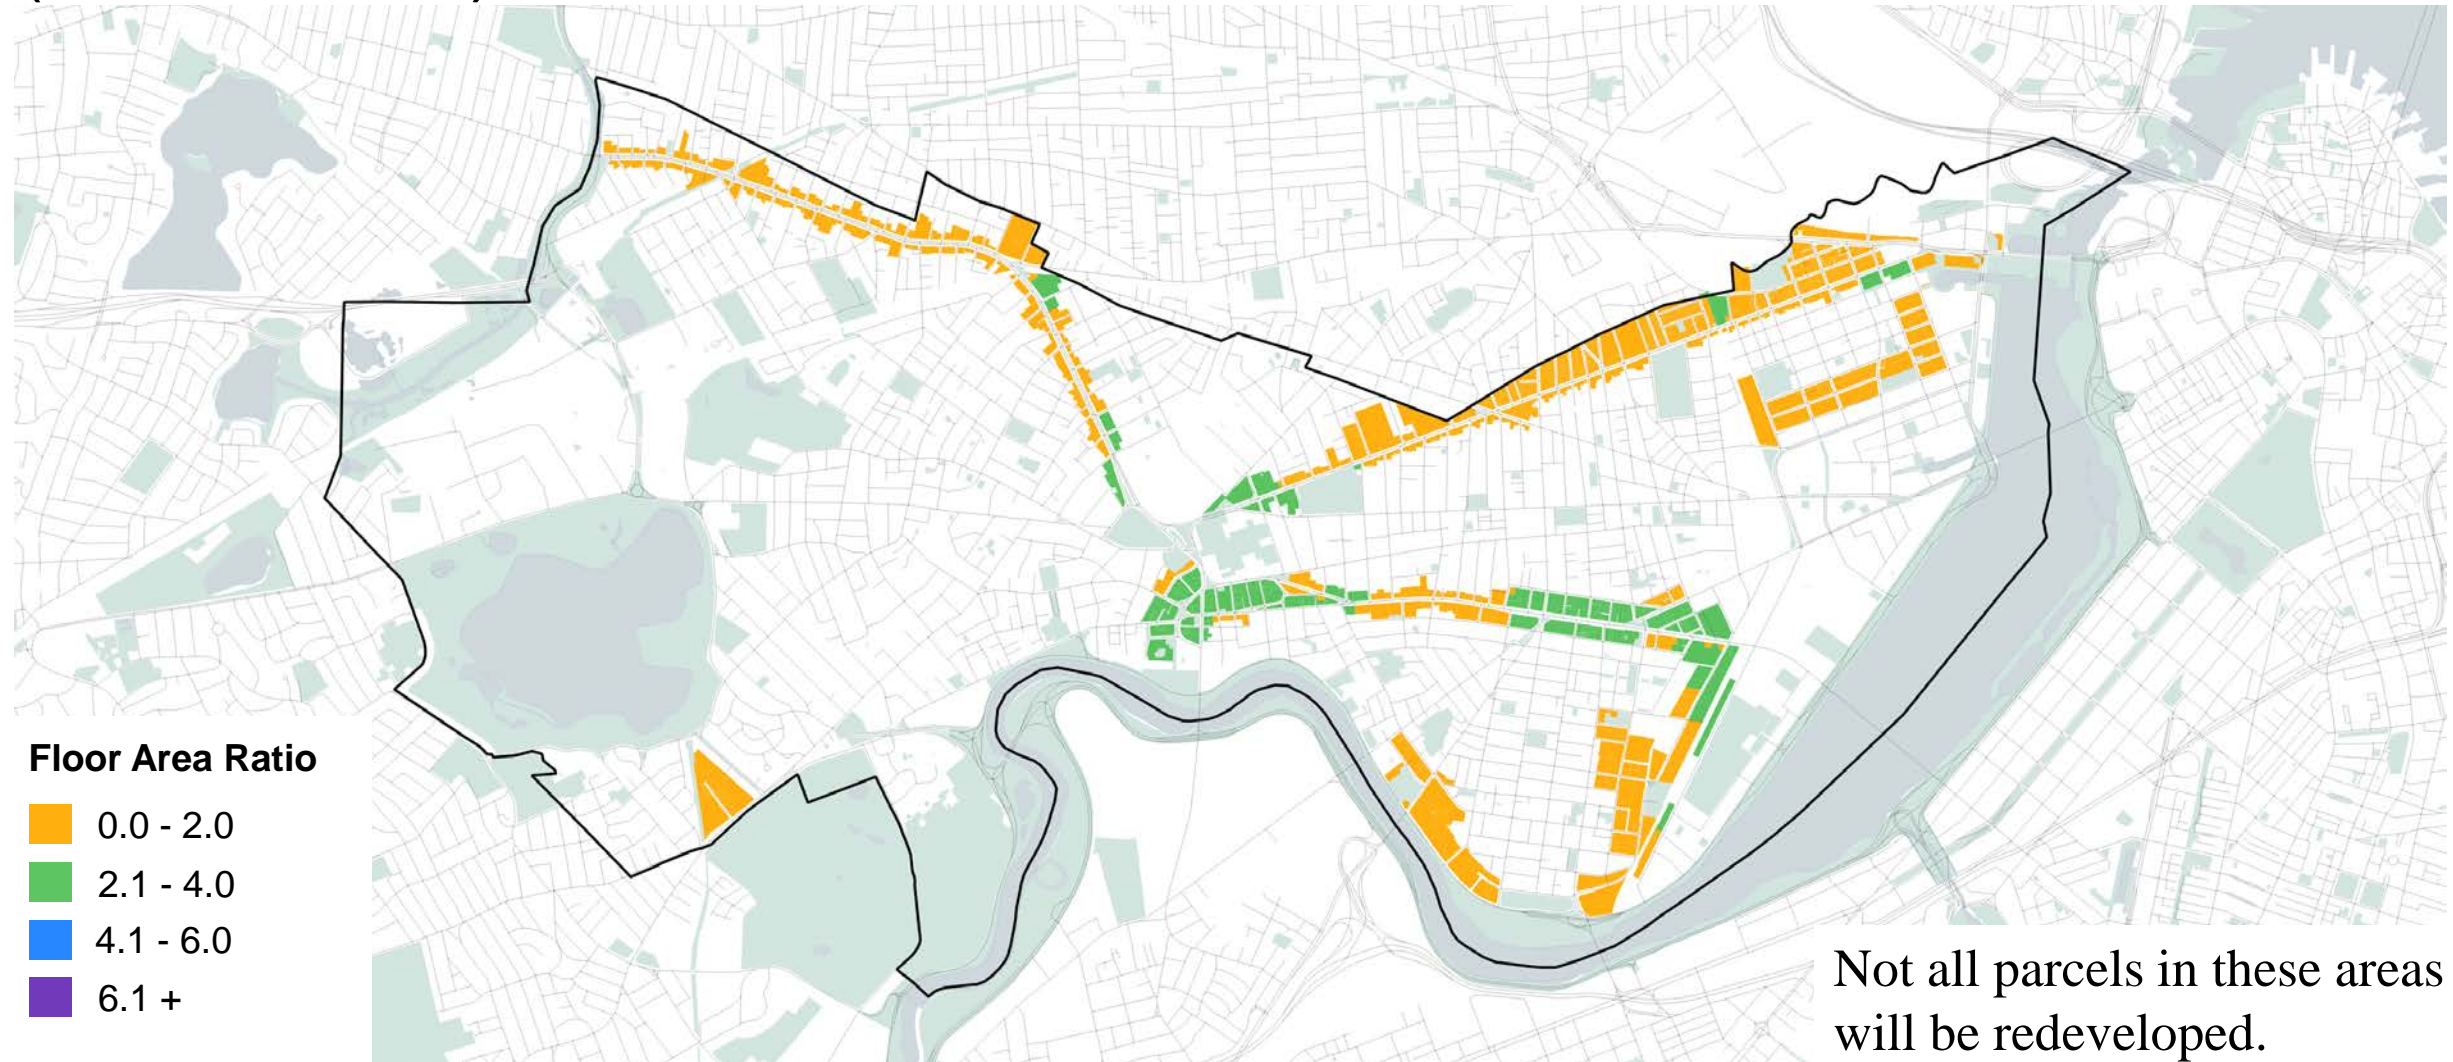 Floor Area Ratio
0.0 - 2.0
2.1 - 4.0
4.1 - 6.0
6.1 +
Not all parcels in these areas
will be redeveloped.